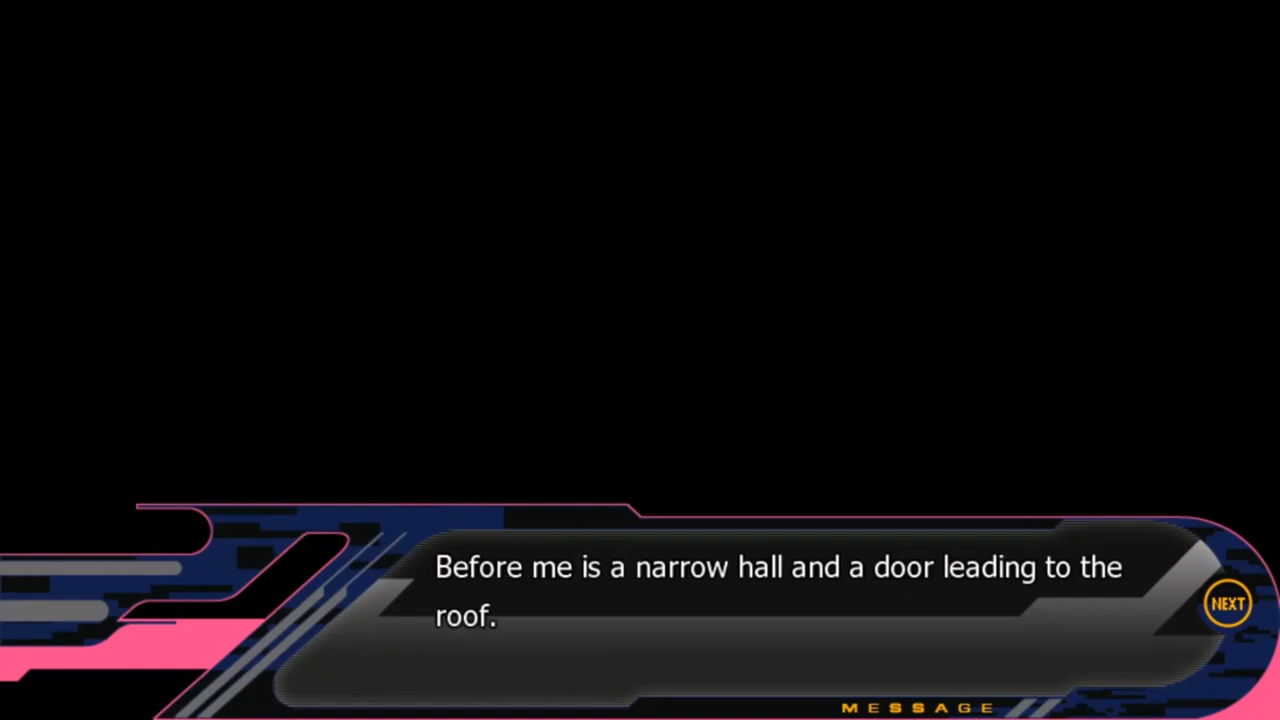 Before me is a narrow hall and a door leading to the
roof.
NEXT
MESSAGE